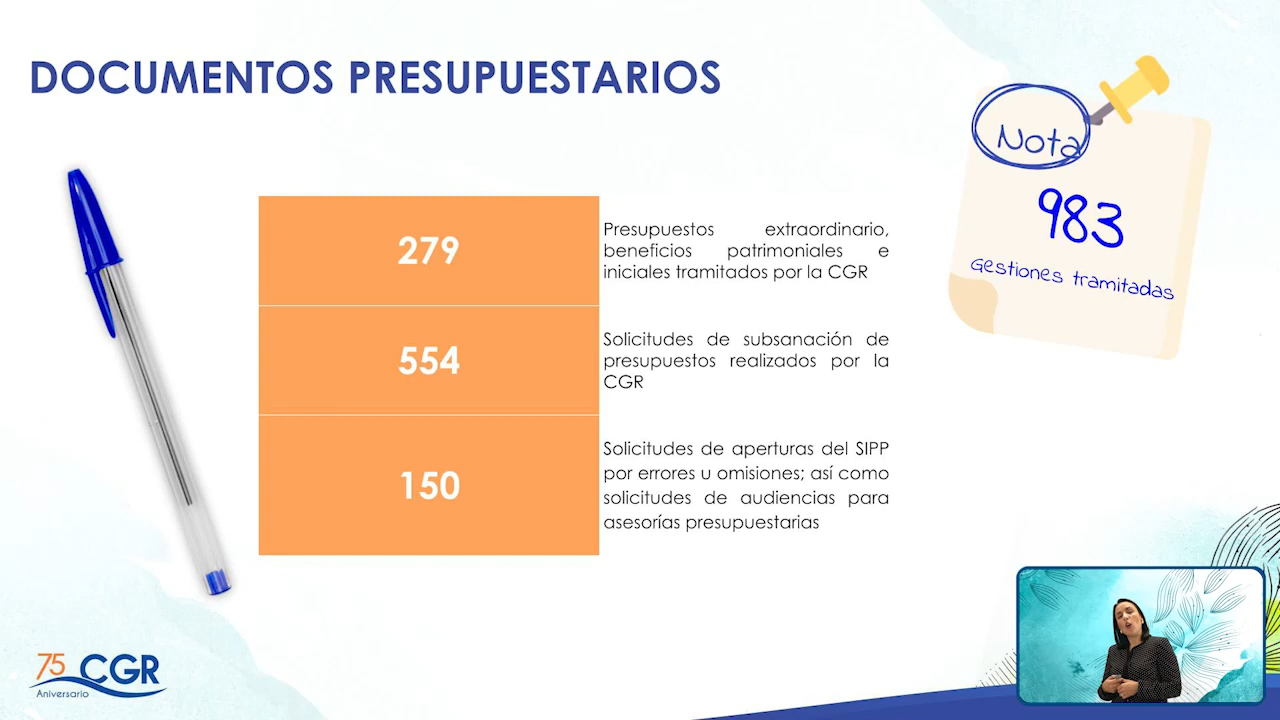 DOCUMENTOS PRESUPUESTARIOS
Nota
983
Gestiones tramitadas
279
Presupuestos extraordinario,
beneficios patrimoniales e
iniciales tramitados por la CGR
554
Solicitudes de subsanación de
presupuestos realizados por la
CGR
150
Solicitudes de aperturas del SIPP
por errores u omisiones; así como
solicitudes de audiencias para
asesorías presupuestarias
75 CGR
Aniversario